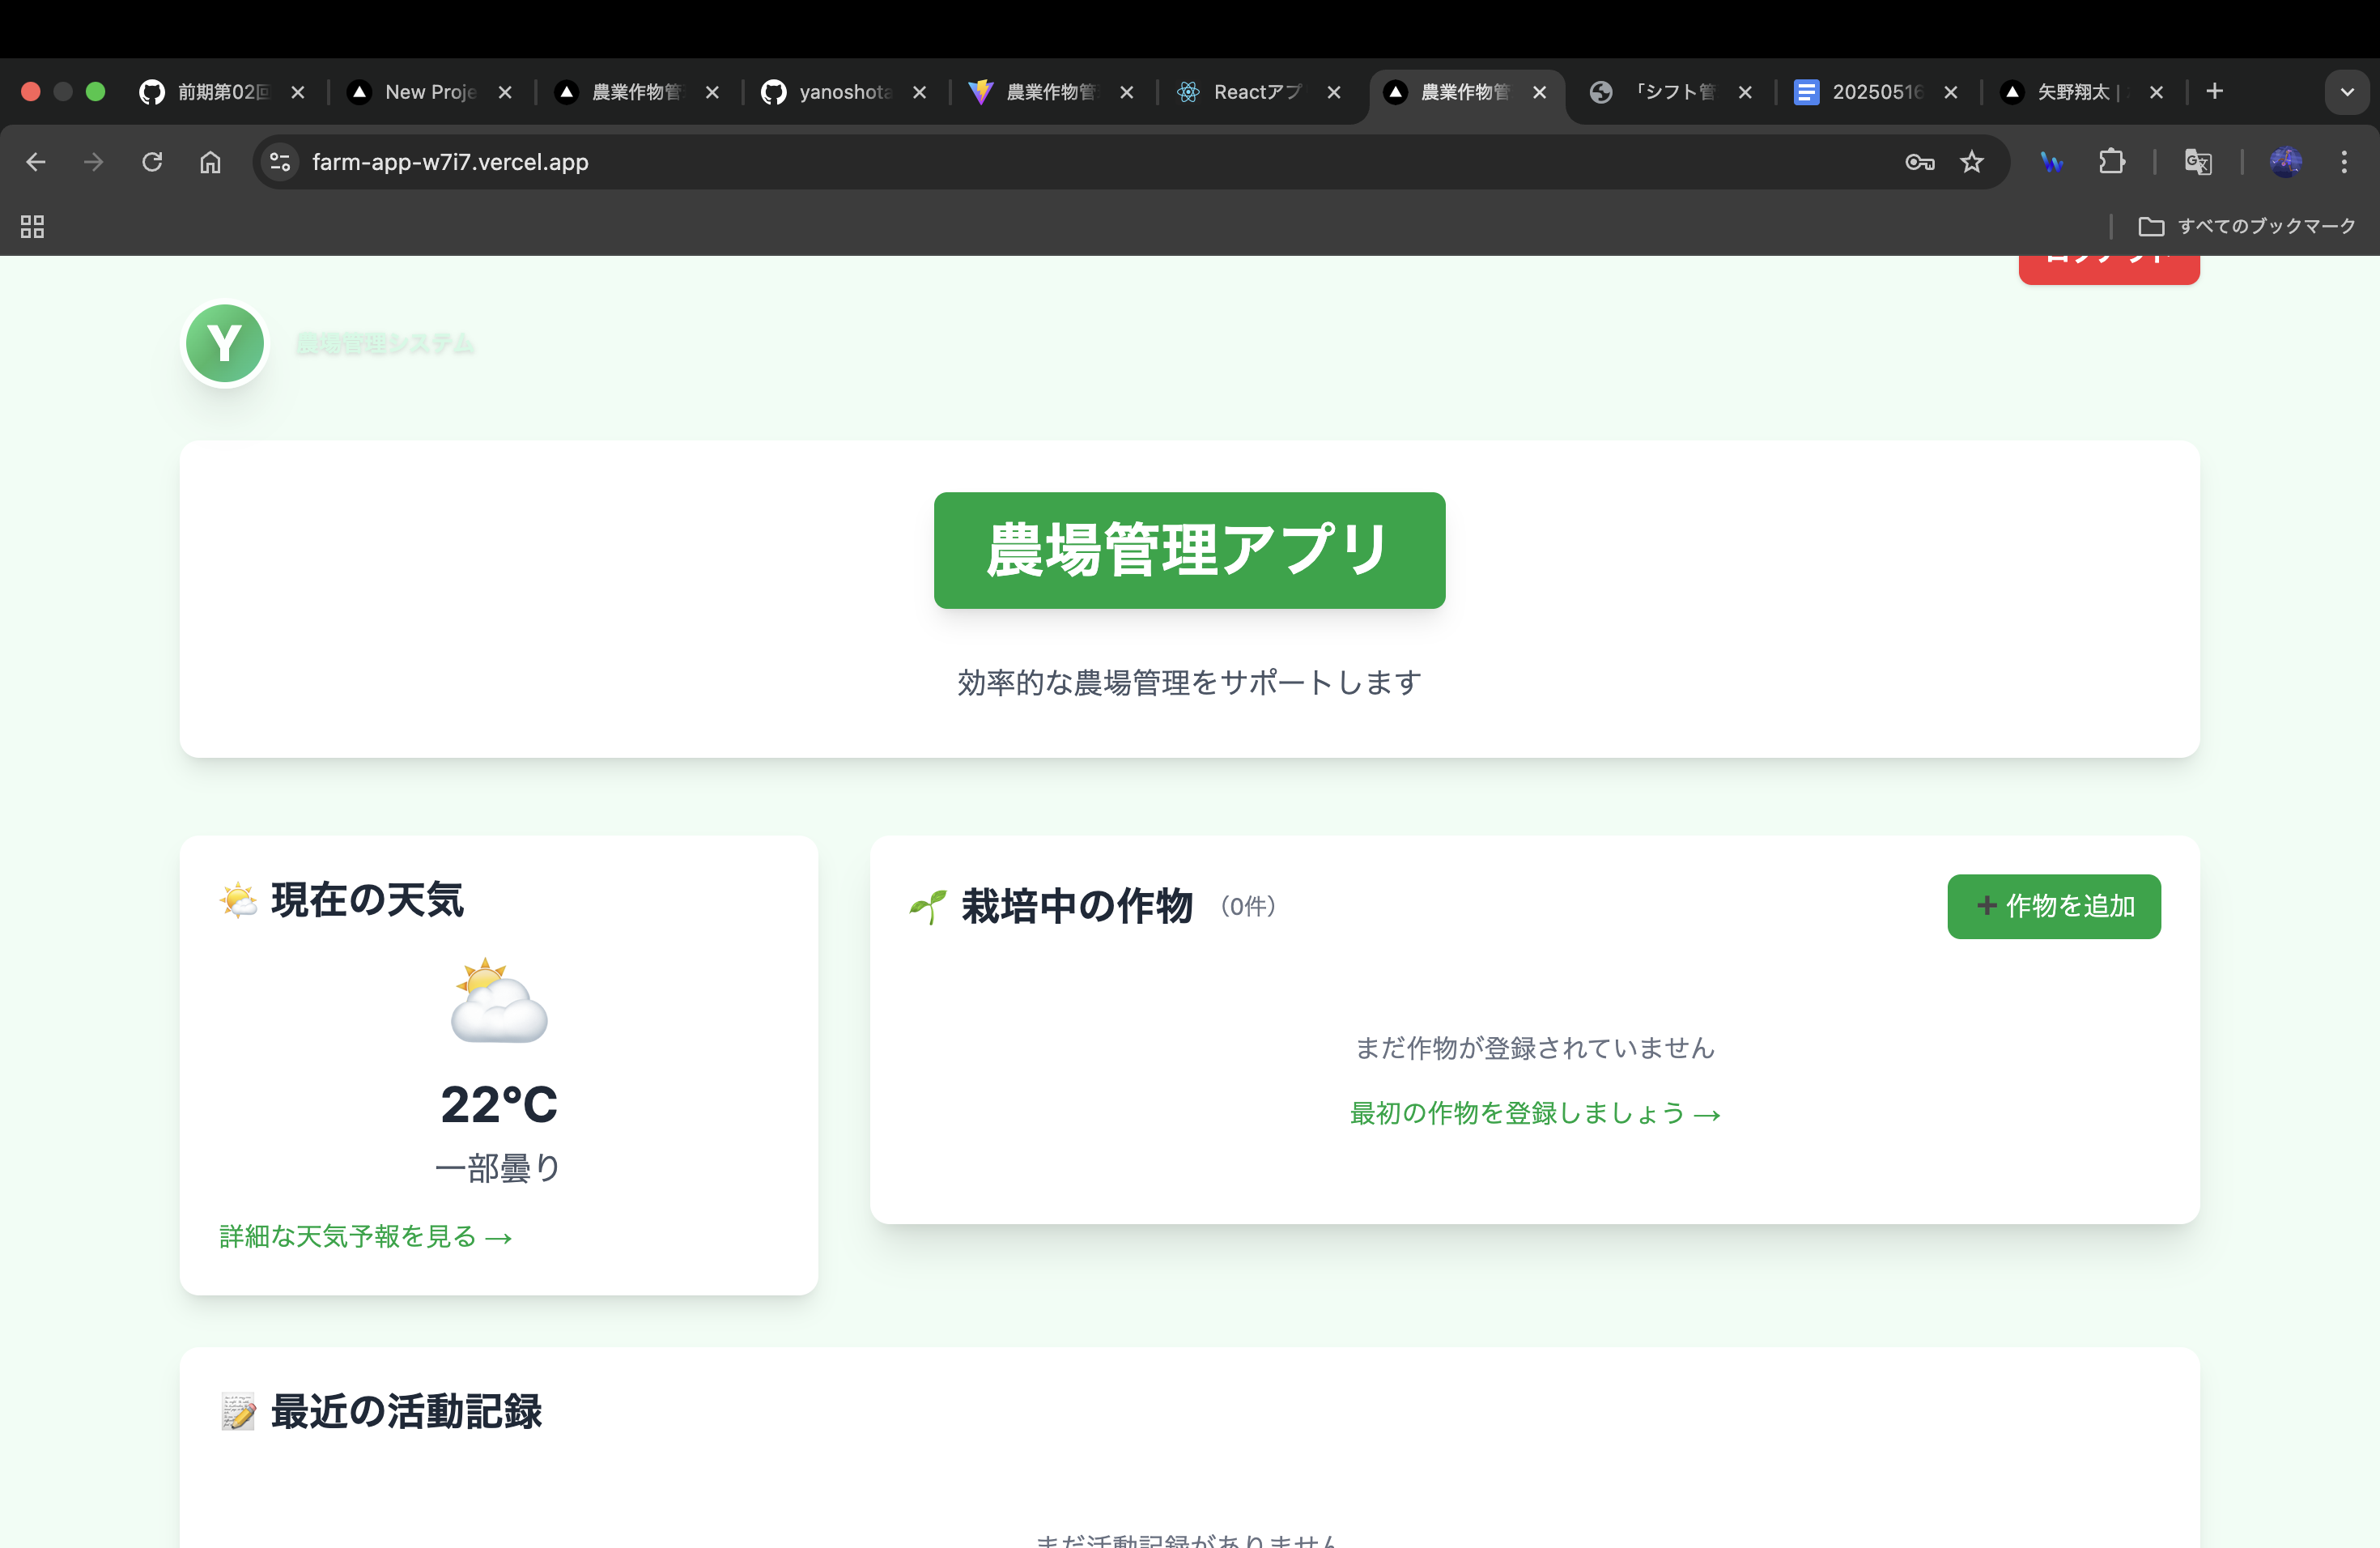 前期第02回
New Proje
農業作物管
yanoshota
農業作物管
Reactアプ
農業作物管
「シフト管
20250516
矢野翔太 |
farm-app-w7i7.vercel.app
すべてのブックマーク
ログアウト
Y
農場管理システム
農場管理アプリ
効率的な農場管理をサポートします
現在の天気
22°C
一部曇り
詳細な天気予報を見る →
栽培中の作物 （0件）
+ 作物を追加
まだ作物が登録されていません
最初の作物を登録しましょう →
最近の活動記録
まだ活動記録がありません